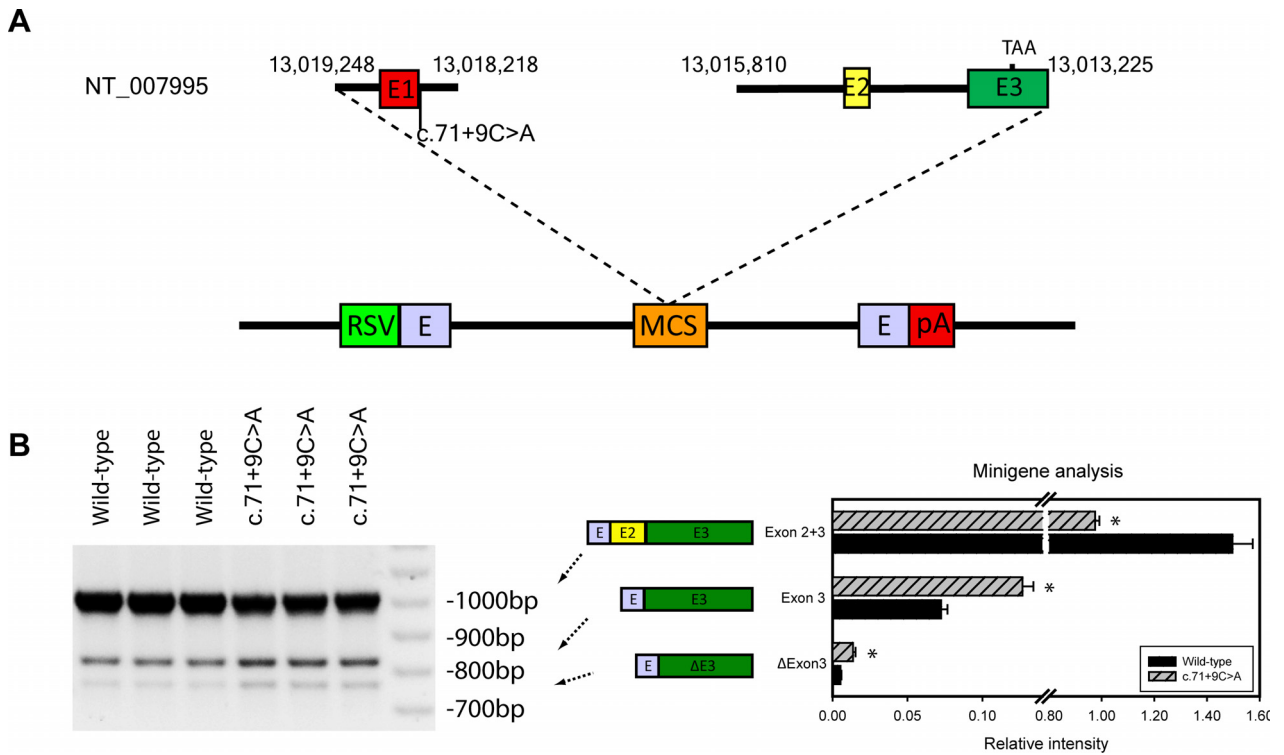 A
NT_007995
13,019,248
13,018,218
13,015,810
TAA
13,013,225
E1
E2
E3
c.71+9C>A
RSV
E
MCS
E
pA
B
Wild-type
Wild-type
Wild-type
c.71+9C>A
c.71+9C>A
c.71+9C>A
-1000bp
-900bp
-800bp
-700bp
E E2 E3
E E3
E ΔE3
Minigene analysis
Exon 2+3
*
Exon 3
*
ΔExon3
*
Wild-type
c.71+9C>A
0.00 0.05 0.10 0.80 1.00 1.20 1.40 1.60
Relative intensity